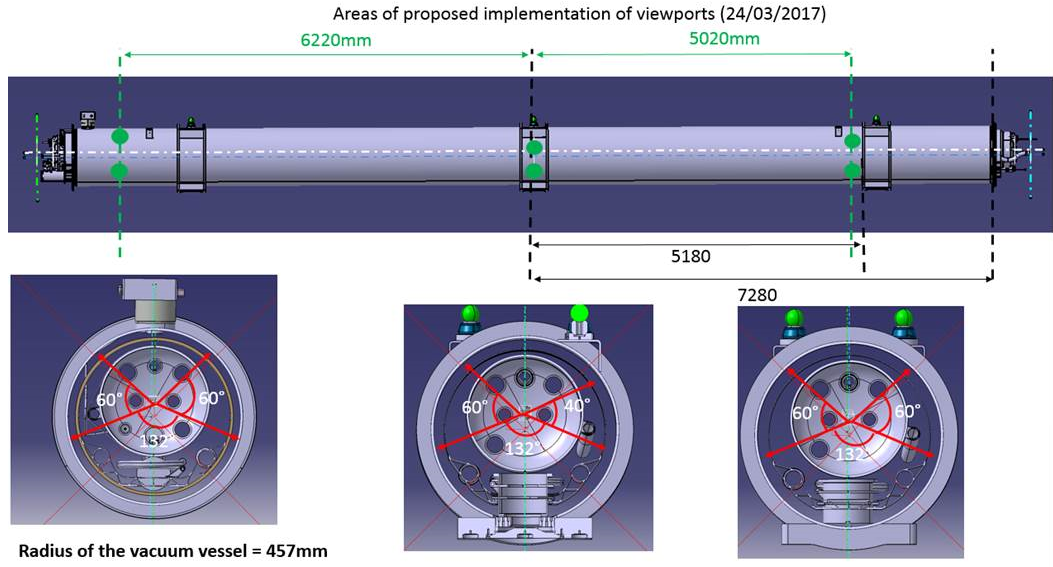 Areas of proposed implementation of viewports (24/03/2017)
6220mm
5020mm
5180
7280
60°
60°
132°
60°
40°
132°
60°
60°
132
Radius of the vacuum vessel = 457mm